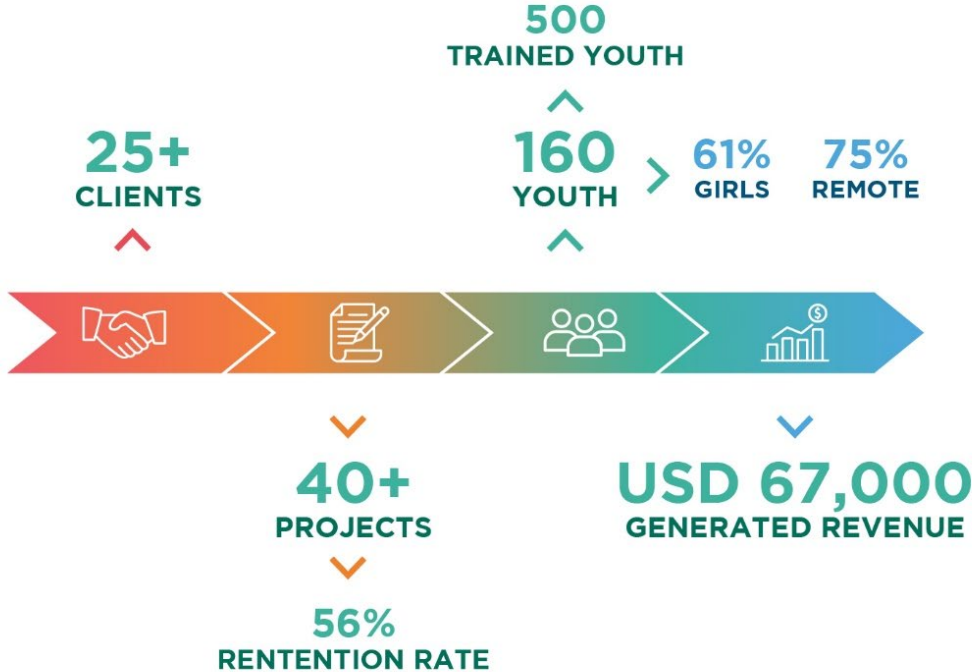 500
TRAINED YOUTH
25+
CLIENTS
160
YOUTH
61%
GIRLS
75%
REMOTE
$
40+
PROJECTS
56%
RENTENTION RATE
USD 67,000
GENERATED REVENUE